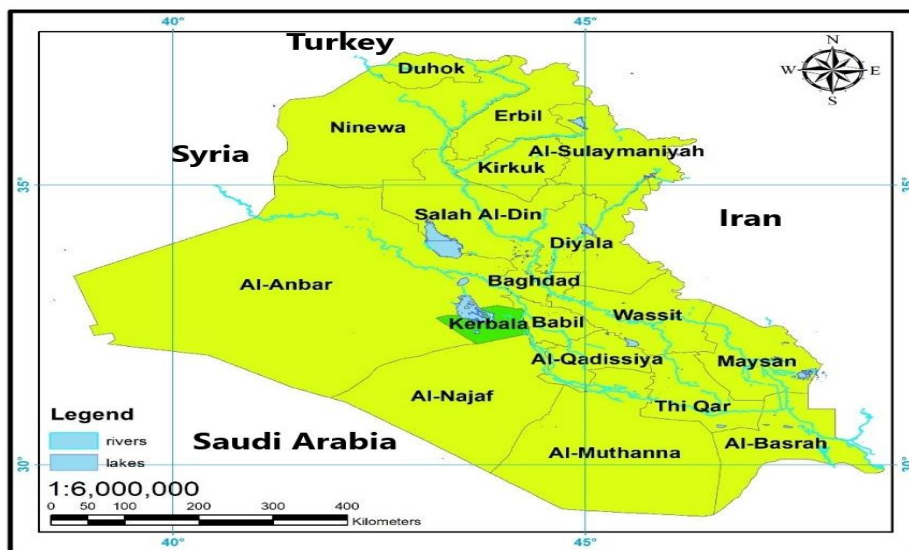 40°
45°
Turkey
N
W
E
S
Duhok
Erbil
Ninewa
Al-Sulaymaniyah
Syria
Kirkuk
35°
Salah Al-Din
Iran
Diyala
Al-Anbar
Baghdad
Wassit
Kerbala
Babil
Al-Qadissiya
Maysan
Al-Najaf
Thi Qar
Legend
rivers
lakes
Saudi Arabia
Al-Basrah
Al-Muthanna
30°
1:6,000,000
0 50 100 200 300 400
Kilometers
40°
45°